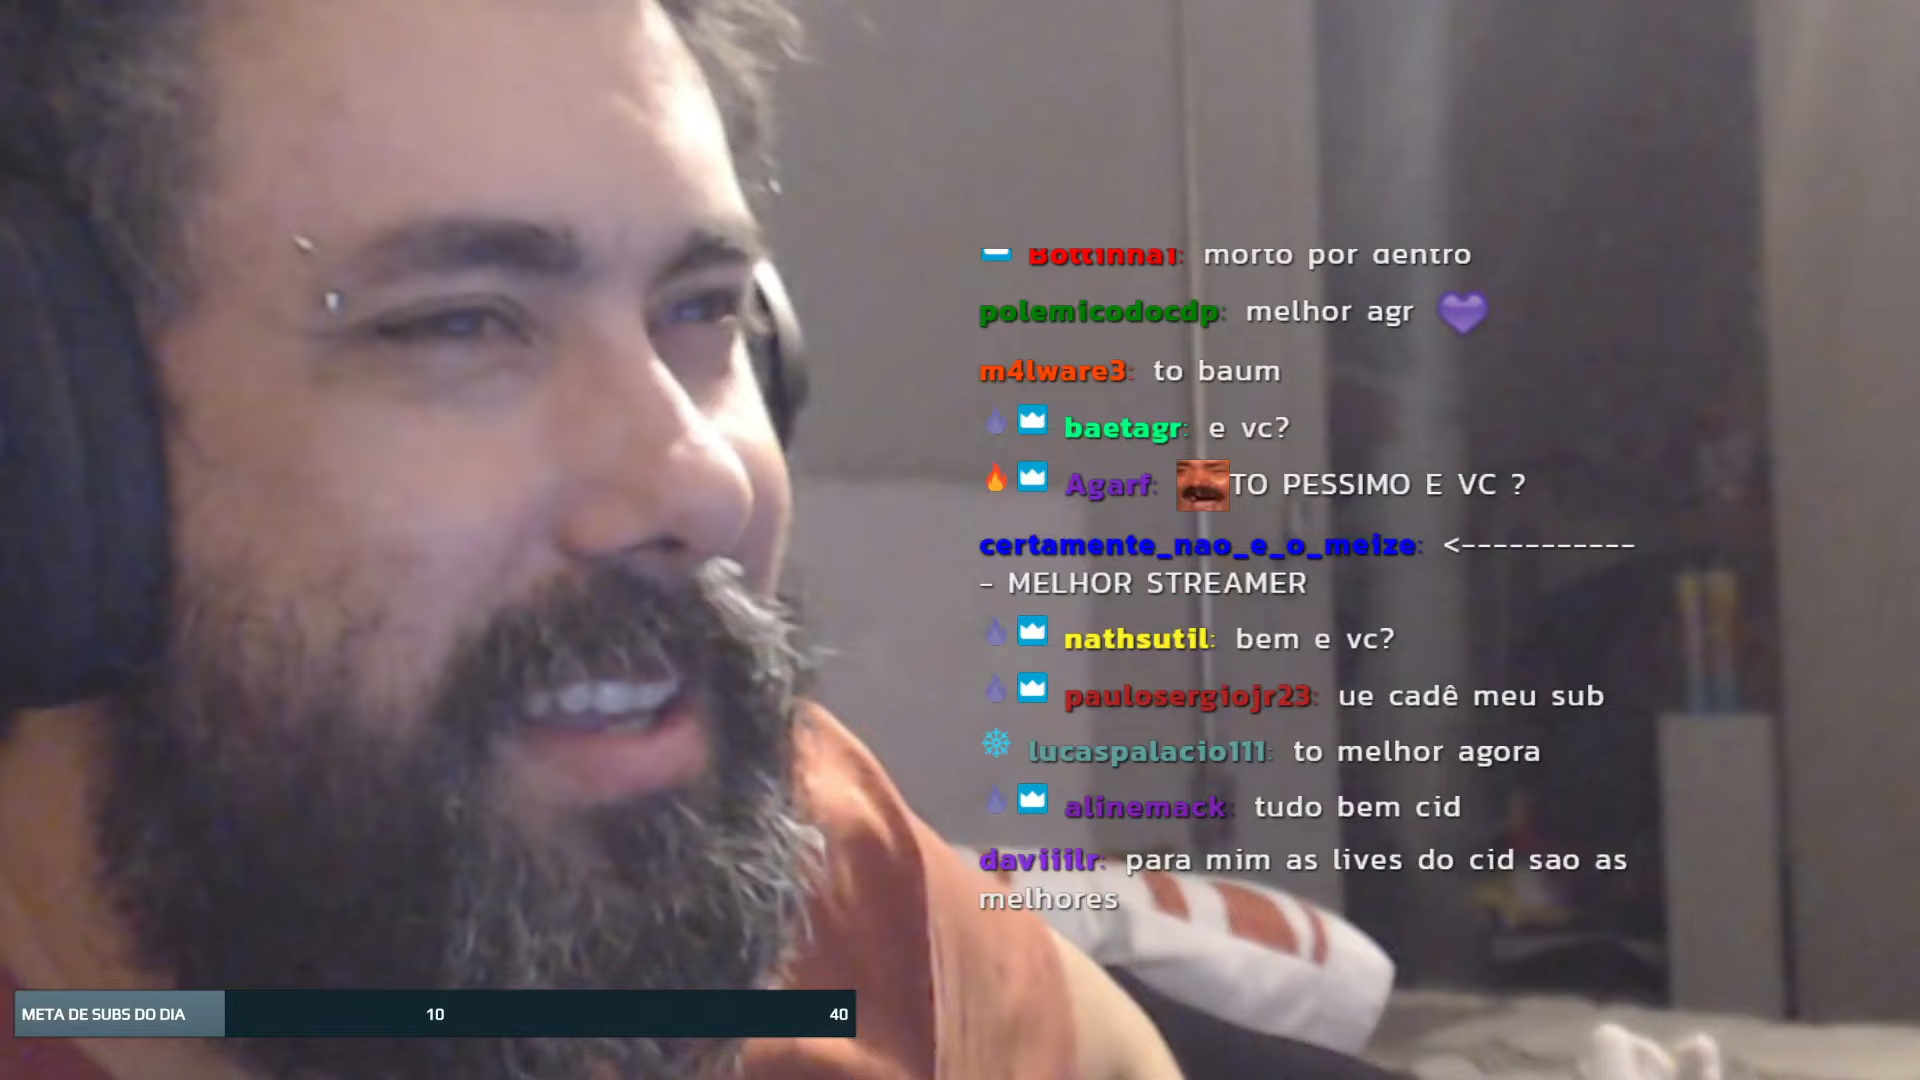 Bottinha1: morto por dentro
polemicodocdp: melhor agr
m4lware3: to baum
baetagr: e vc?
Agarf: TO PESSIMO E VC ?
certamente_nao_e_o_meize: <-----------
- MELHOR STREAMER
nathsutil: bem e vc?
paulosergiojr23: ue cadê meu sub
lucaspalacio111: to melhor agora
alinemack: tudo bem cid
daviiilr: para mim as lives do cid sao as
melhores
META DE SUBS DO DIA 10 40